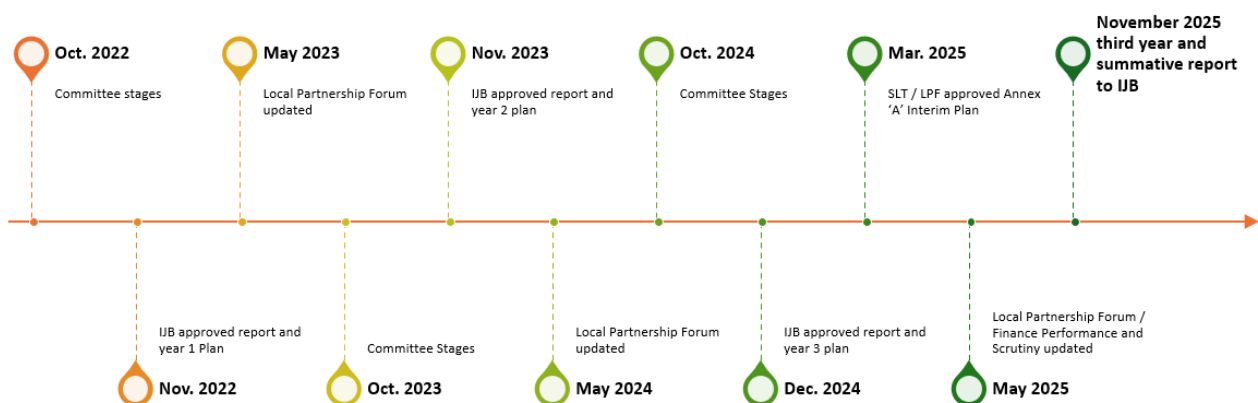 Oct. 2022
Committee stages
May 2023
Local Partnership Forum
updated
Nov. 2023
IJB approved report and
year 2 plan
Oct. 2024
Committee Stages
Mar. 2025
SLT / LPF approved Annex
‘A’ Interim Plan
November 2025
third year and
summative report
to IJB
IJB approved report and
year 1 Plan
Nov. 2022
Committee Stages
Oct. 2023
Local Partnership Forum
updated
May 2024
IJB approved report and
year 3 plan
Dec. 2024
Local Partnership Forum /
Finance Performance and
Scrutiny updated
May 2025